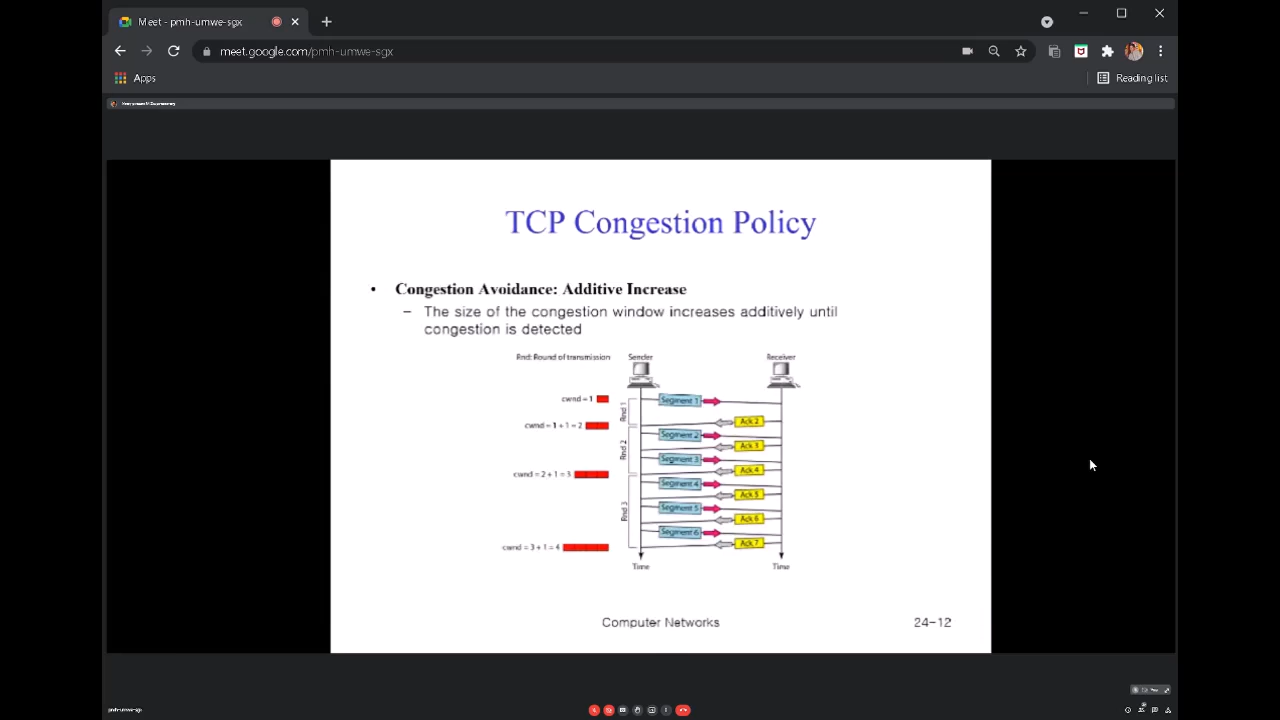 Meet - pmh-umwe-sgx
meet.google.com/pmh-umwe-sgx
Apps
Reading list
TCP Congestion Policy
• Congestion Avoidance: Additive Increase
– The size of the congestion window increases additively until
congestion is detected
Rnd: Round of transmission
Sender
Receiver
cwnd = 1
Rnd 1
Segment 1
Ack 2
cwnd = 1 + 1 = 2
Rnd 2
Segment 2
Ack 3
Segment 3
Ack 4
cwnd = 2 + 1 = 3
Rnd 3
Segment 4
Ack 5
Segment 5
Ack 6
Segment 6
Ack 7
cwnd = 3 + 1 = 4
Time
Time
Computer Networks
24-12
pmh-umwe-sgx